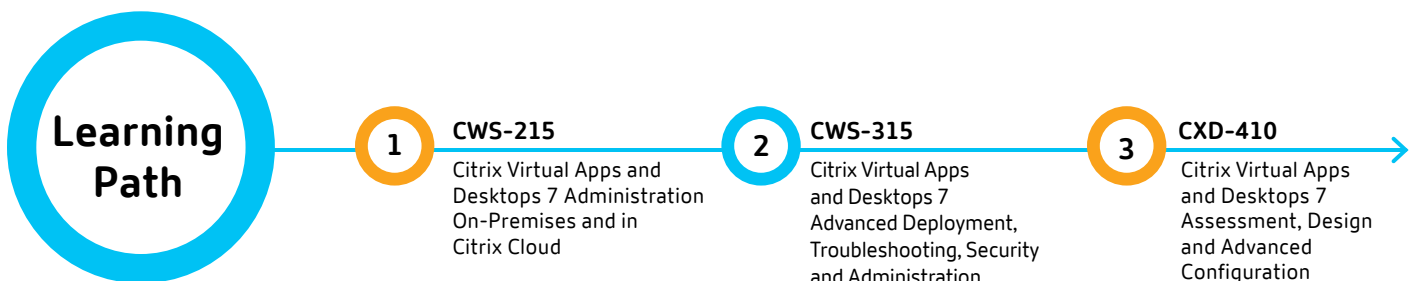 Learning
Path
1
CWS-215
Citrix Virtual Apps and
Desktops 7 Administration
On-Premises and in
Citrix Cloud
2
CWS-315
Citrix Virtual Apps
and Desktops 7
Advanced Deployment,
Troubleshooting, Security
and Administration
3
CXD-410
Citrix Virtual Apps
and Desktops 7
Assessment, Design
and Advanced
Configuration